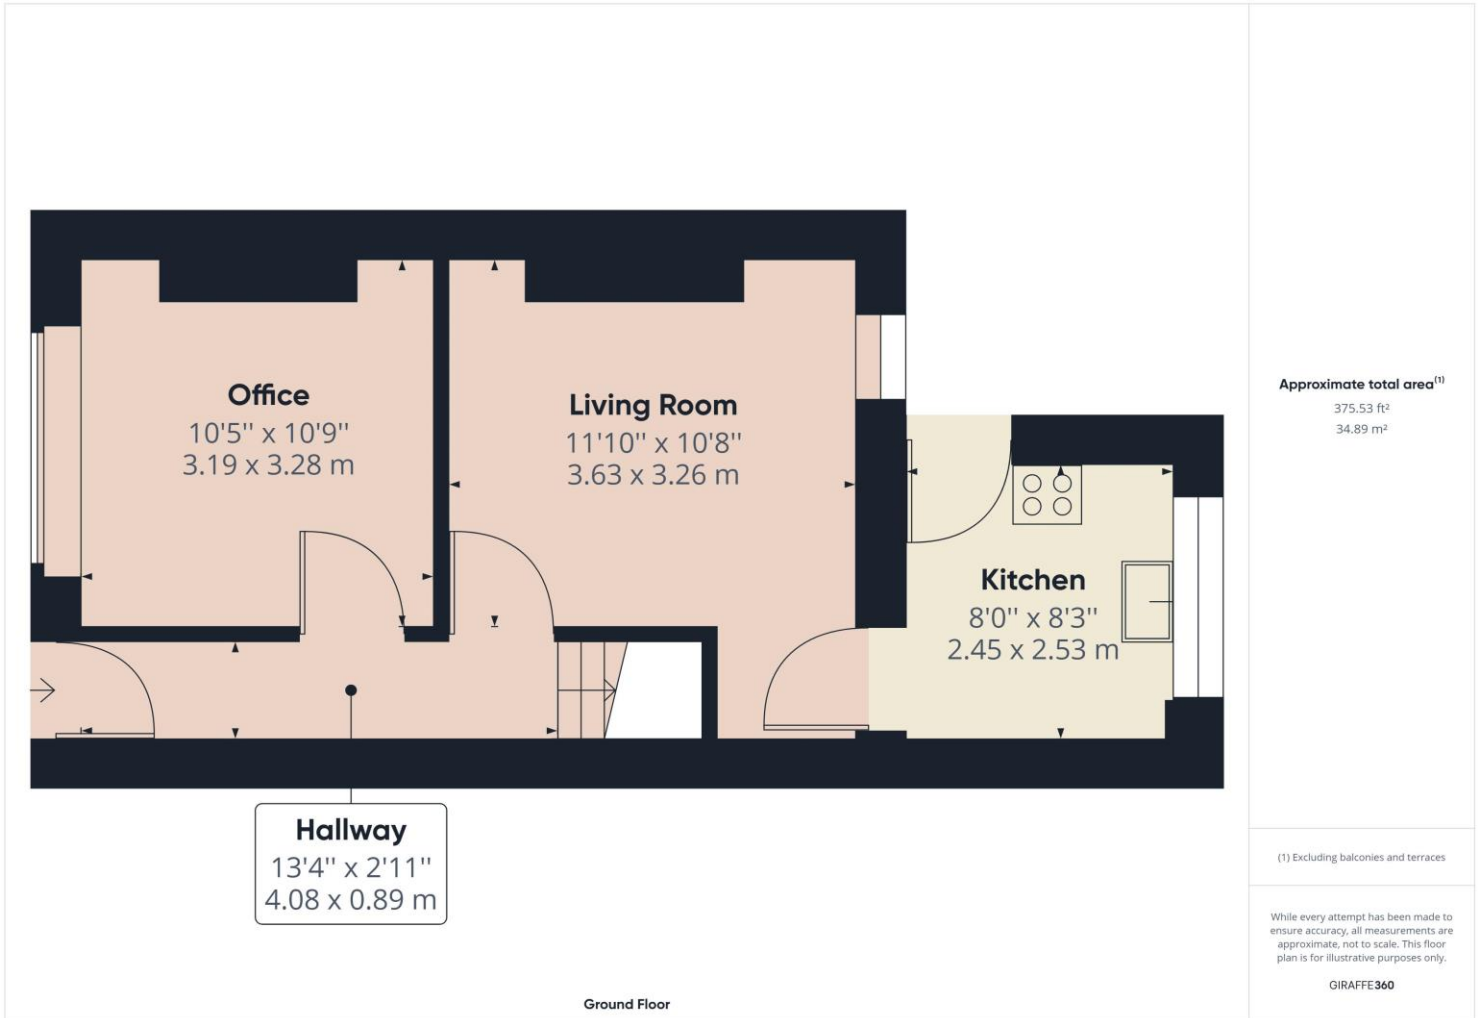 Office
10'5'' x 10'9''
3.19 x 3.28 m
Living Room
11'10'' x 10'8''
3.63 x 3.26 m
Kitchen
8'0'' x 8'3''
2.45 x 2.53 m
Hallway
13'4'' x 2'11''
4.08 x 0.89 m
Ground Floor
Approximate total area(1)
375.53 ft²
34.89 m²
(1) Excluding balconies and terraces
While every attempt has been made to
ensure accuracy, all measurements are
approximate, not to scale. This floor
plan is for illustrative purposes only.
GIRAFFE360